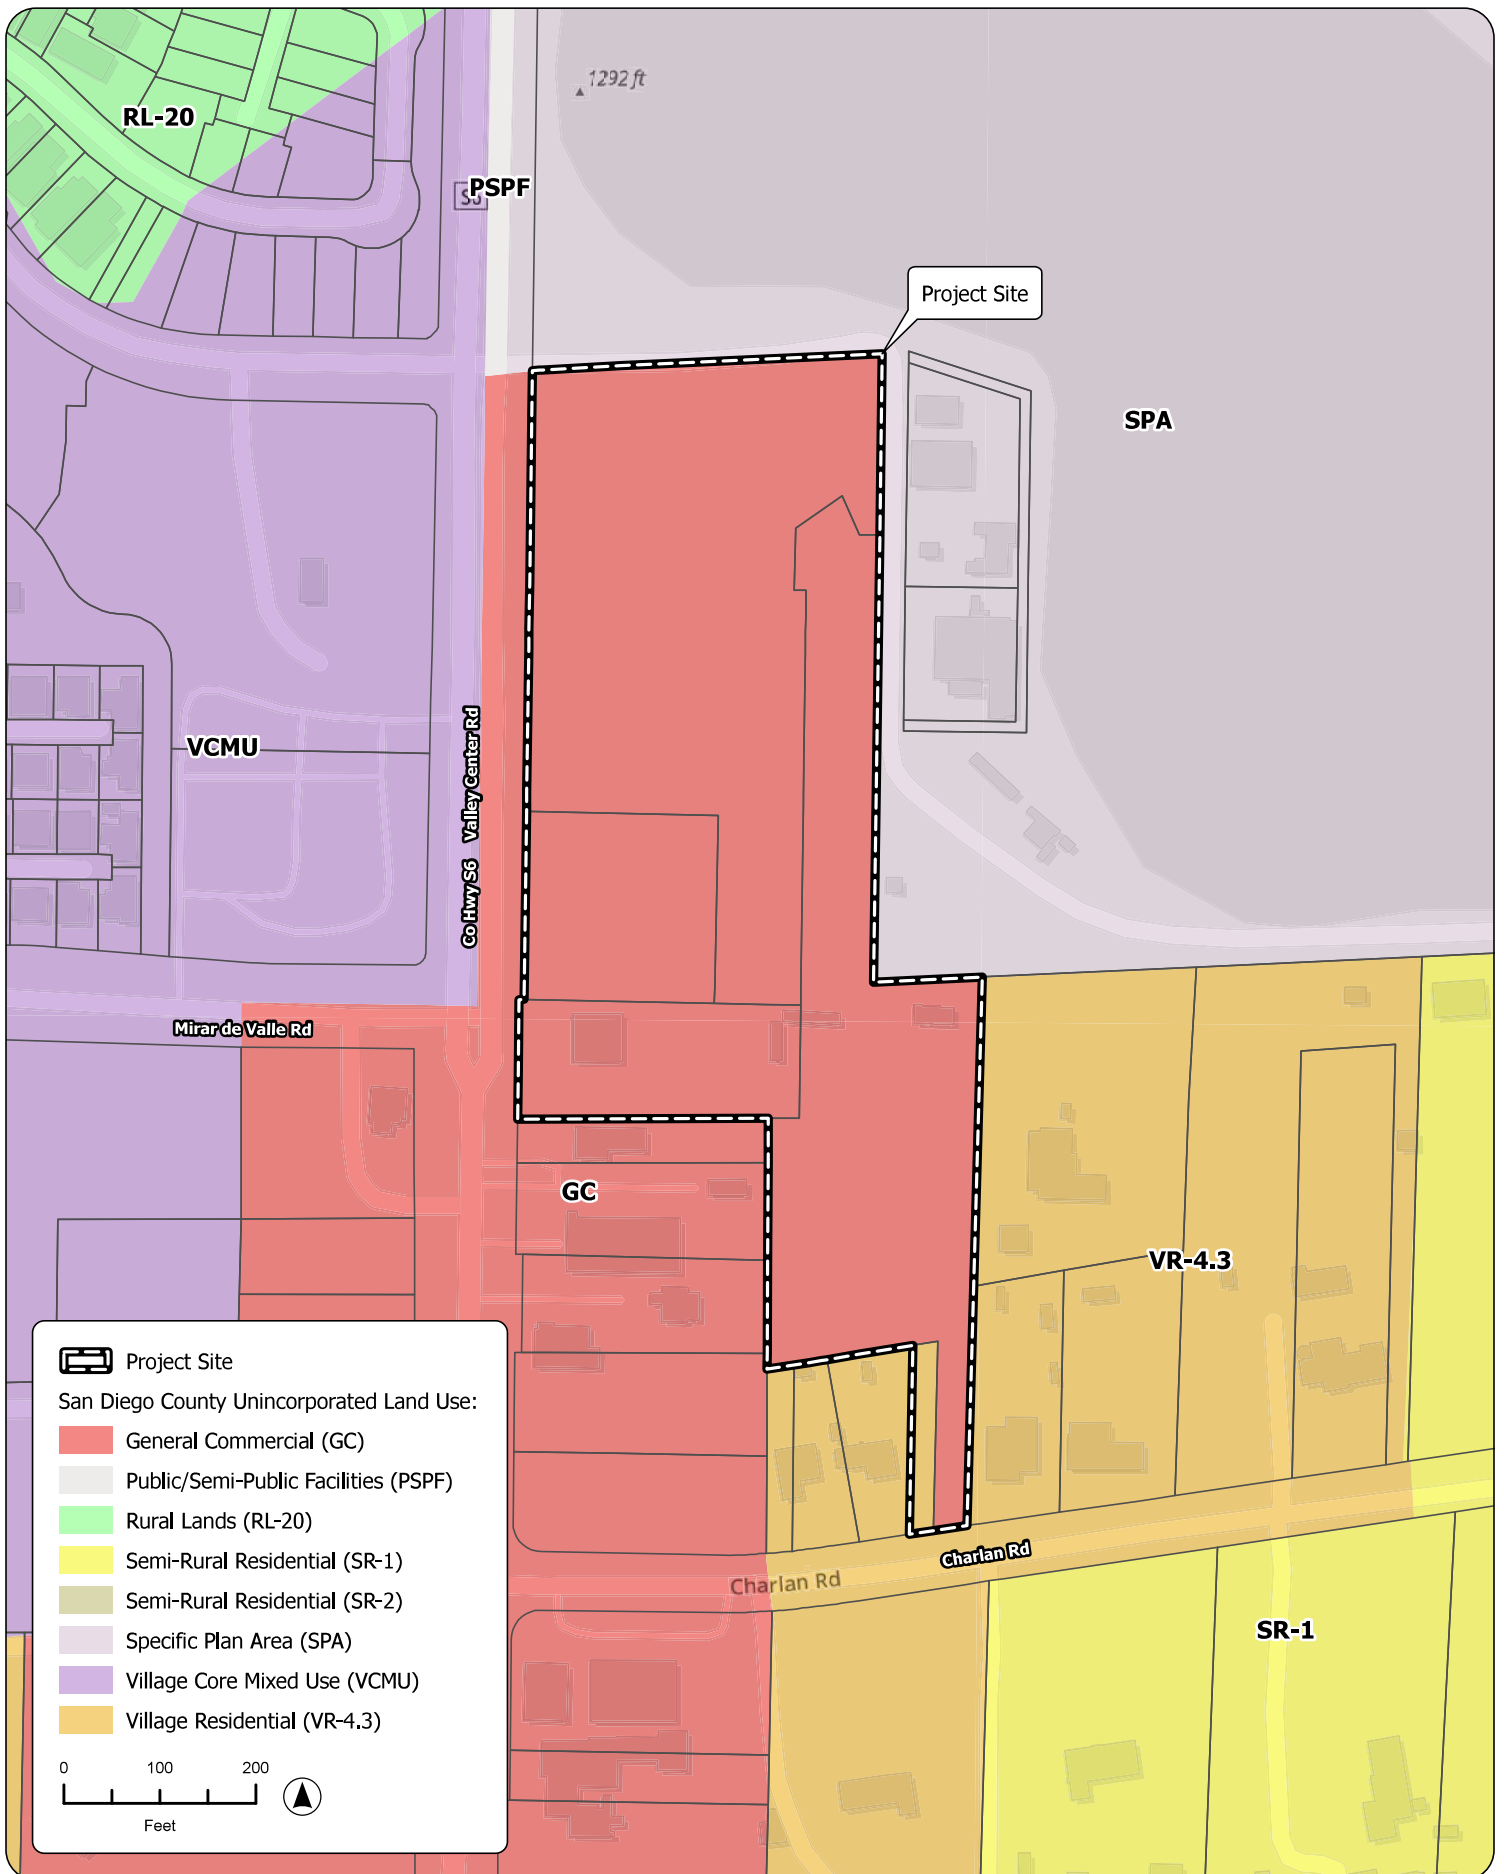 1292 ft
RL-20
PSPF
S6
Project Site
SPA
VCMU
Co Hwy S6 Valley Center Rd
Mirar de Valle Rd
GC
VR-4.3
Charlan Rd
Charlan Rd
SR-1
Project Site
San Diego County Unincorporated Land Use:
General Commercial (GC)
Public/Semi-Public Facilities (PSPF)
Rural Lands (RL-20)
Semi-Rural Residential (SR-1)
Semi-Rural Residential (SR-2)
Specific Plan Area (SPA)
Village Core Mixed Use (VCMU)
Village Residential (VR-4.3)
0 100 200
Feet